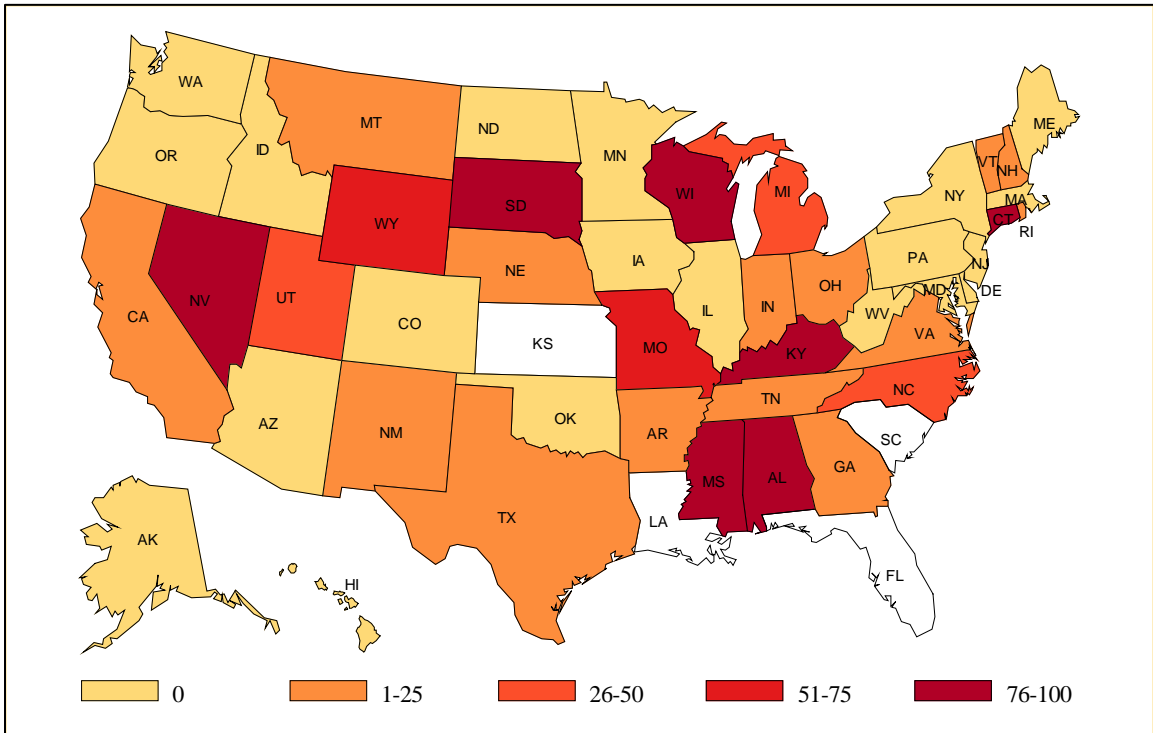 WA
ME
MT
ND
VT
OR
ID
MN
NH
MI
WI
NY
MA
SD
CT
WY
RI
PA
IA
NJ
NE
OH
MD
DE
UT
NV
IN
IL
WV
CA
CO
VA
KS
MO
KY
NC
TN
AZ
OK
NM
AR
SC
GA
MS
AL
TX
LA
AK
FL
HI
0
1-25
26-50
51-75
76-100